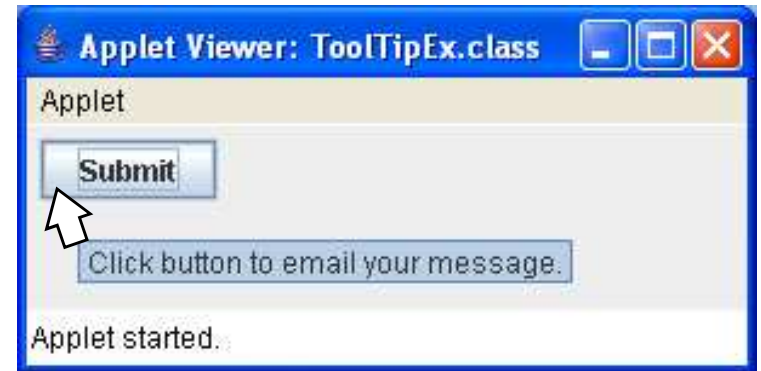 Applet Viewer: ToolTipEx.class
Applet
Submit
Click button to email your message.
Applet started.